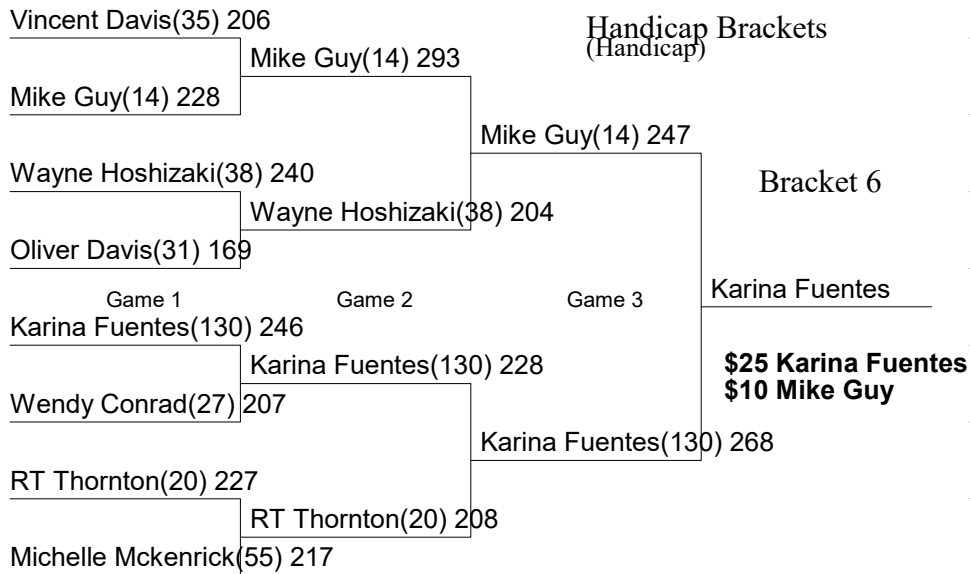 Vincent Davis(35) 206
Handicap Brackets
(Handicap)
Mike Guy(14) 293
Mike Guy(14) 228
Mike Guy(14) 247
Wayne Hoshizaki(38) 240
Bracket 6
Wayne Hoshizaki(38) 204
Oliver Davis(31) 169
Game 1
Game 2
Game 3
Karina Fuentes
Karina Fuentes(130) 246
Karina Fuentes(130) 228
$25 Karina Fuentes
$10 Mike Guy
Wendy Conrad(27) 207
Karina Fuentes(130) 268
RT Thornton(20) 227
RT Thornton(20) 208
Michelle Mckenrick(55) 217